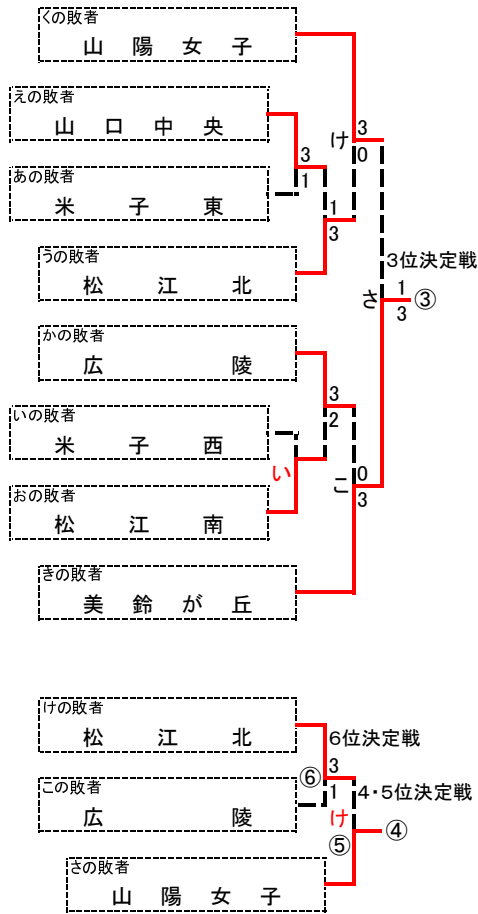 くの敗者
山陽女子
えの敗者
山口中央
け
3
0
3
1
あの敗者
米子東
1
3
うの敗者
松江北
3位決定戦
さ
1
3
③
かの敗者
広陵
3
2
いの敗者
米子西
い
こ
0
3
おの敗者
松江南
きの敗者
美鈴が丘
けの敗者
松江北
6位決定戦
3
⑥
1
この敗者
広陵
4・5位決定戦
け
④
⑤
さの敗者
山陽女子